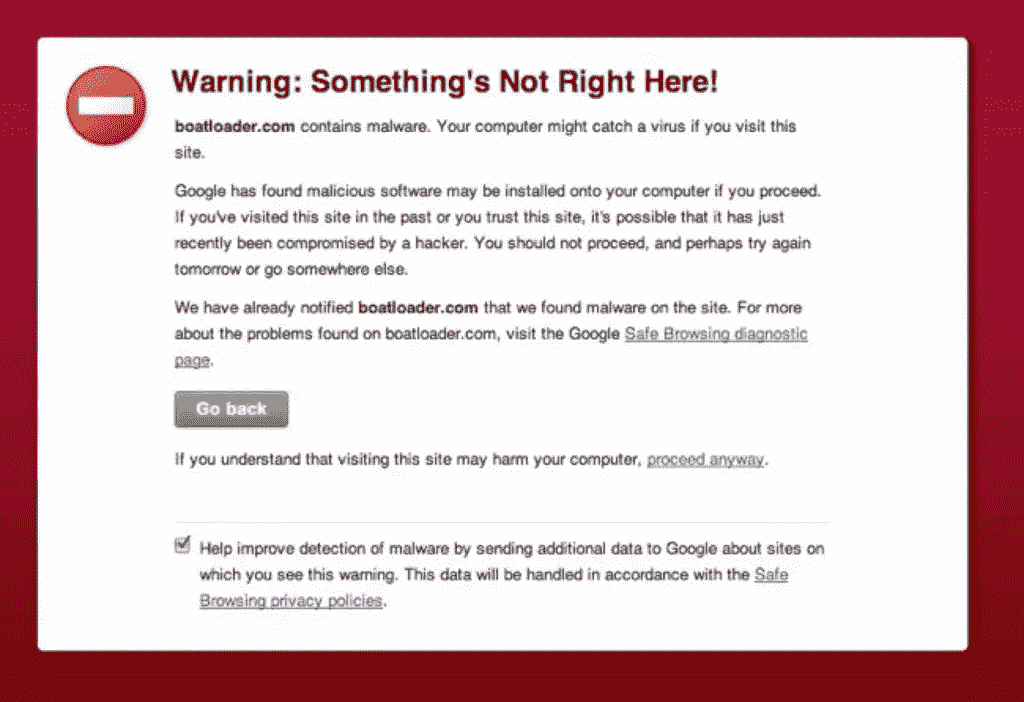 Warning: Something's Not Right Here!
boatloader.com contains malware. Your computer might catch a virus if you visit this
site.
Google has found malicious software may be installed onto your computer if you proceed.
If you've visited this site in the past or you trust this site, it's possible that it has just
recently been compromised by a hacker. You should not proceed, and perhaps try again
tomorrow or go somewhere else.
We have already notified boatloader.com that we found malware on the site. For more
about the problems found on boatloader.com, visit the Google Safe Browsing diagnostic
page.
Go back
If you understand that visiting this site may harm your computer, proceed anyway.
Help improve detection of malware by sending additional data to Google about sites on
which you see this warning. This data will be handled in accordance with the Safe
Browsing privacy policies.